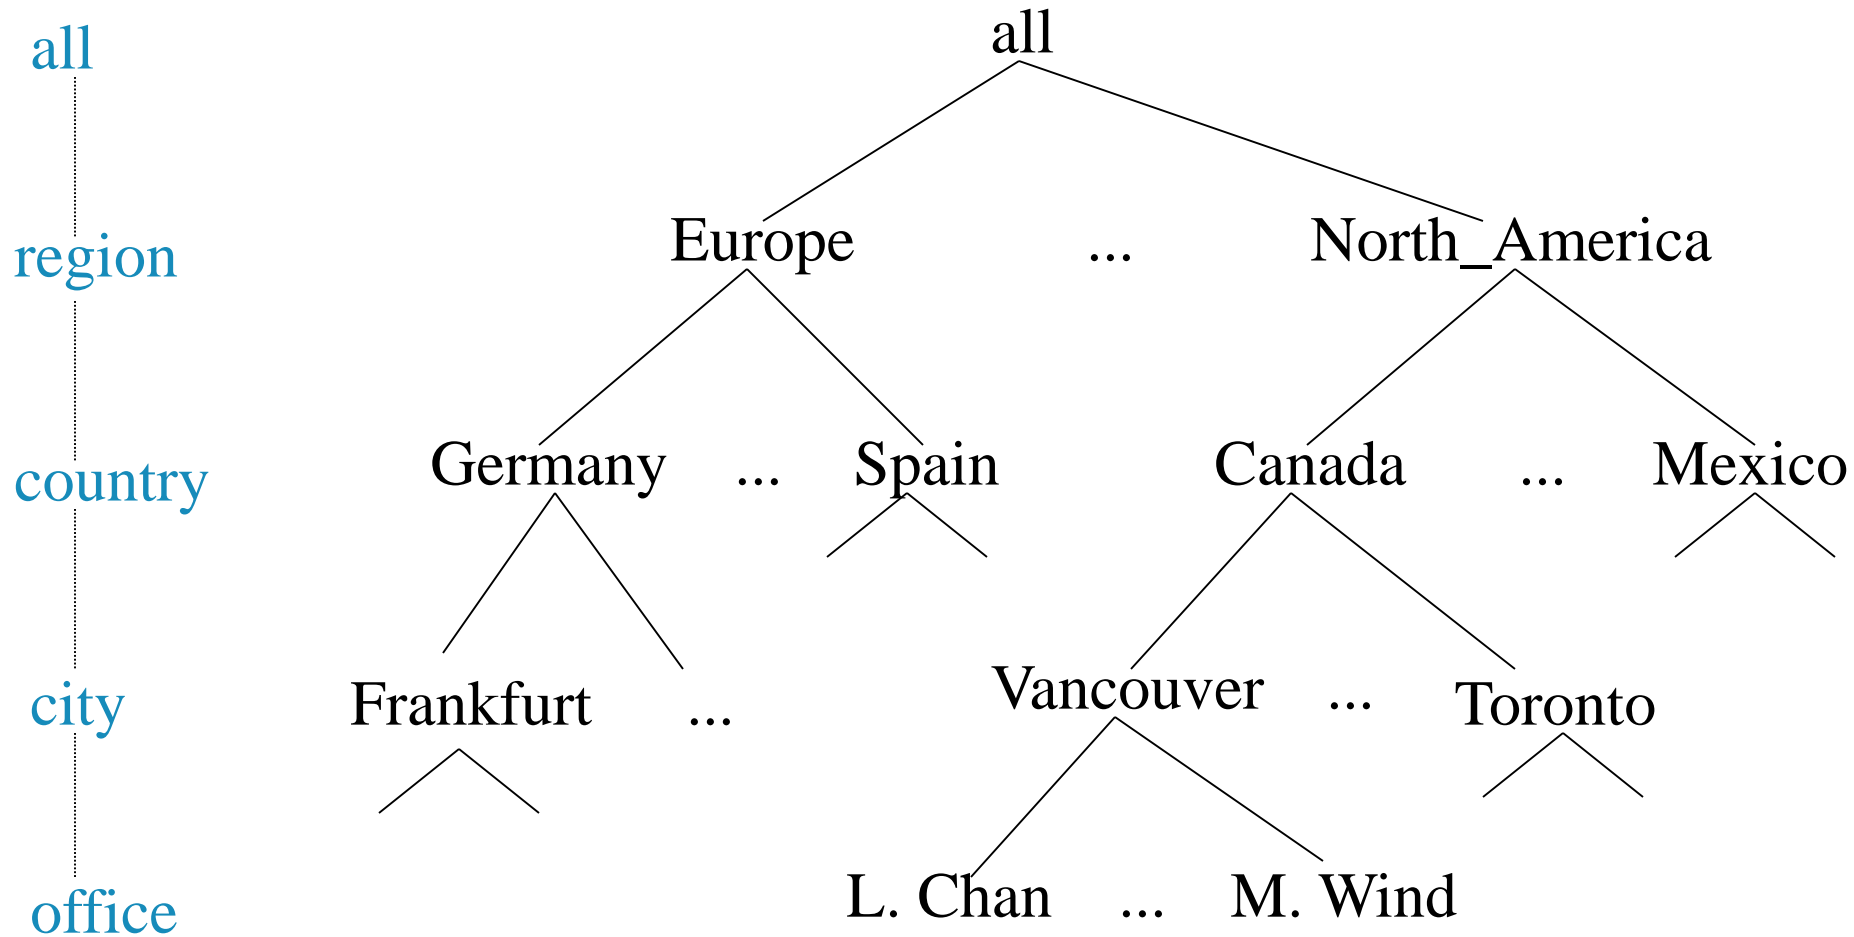 all
all
region
Europe ... North_America
country
Germany ... Spain Canada ... Mexico
city
Frankfurt ... Vancouver ... Toronto
office
L. Chan ... M. Wind